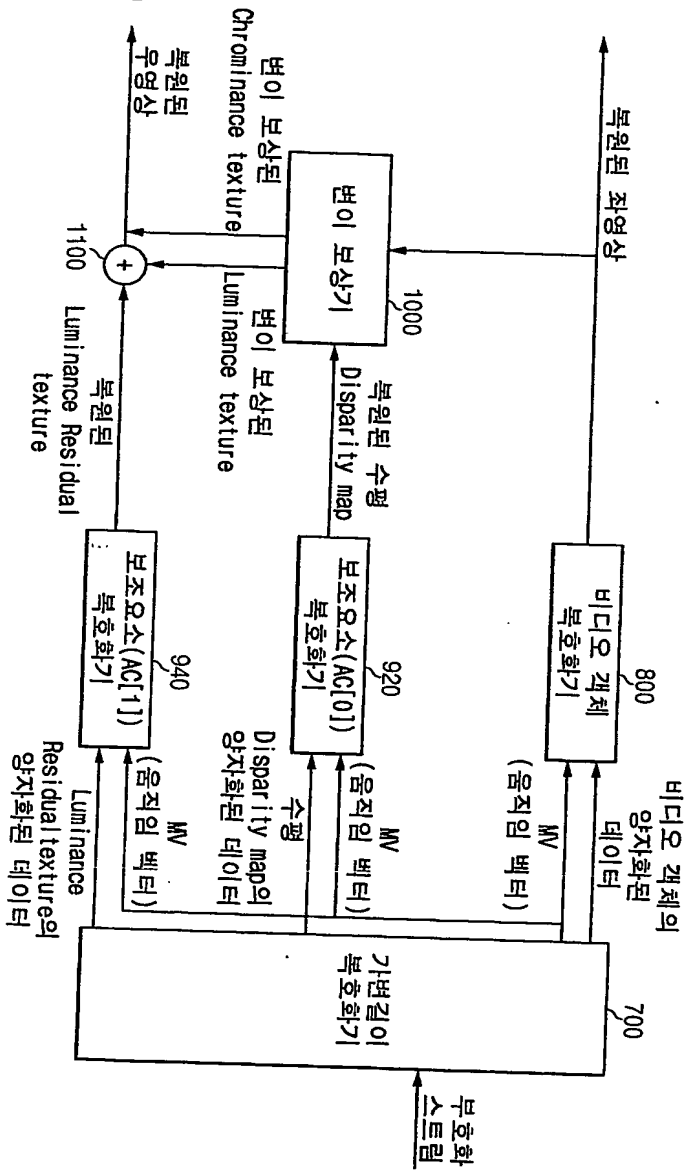 부호화
스트림
가변길이
복호화기
700
비디오 객체의
양자화된
데이터
MV
(움직임 벡터)
비디오 객체
복호화기
800
복원된 좌영상
MV
(움직임 벡터)
수평
Disparity map의
양자화된 데이터
보조요소(AC[0])
복호화기
920
복원된 수평
Disparity map
변이 보상기
1000
변이 보상된
Luminance texture
변이 보상된
Chrominance texture
MV
(움직임 벡터)
Luminance
Residual texture의
양자화된 데이터
보조요소(AC[1])
복호화기
940
복원된
Luminance Residual
texture
+
1100
복원된
우영상